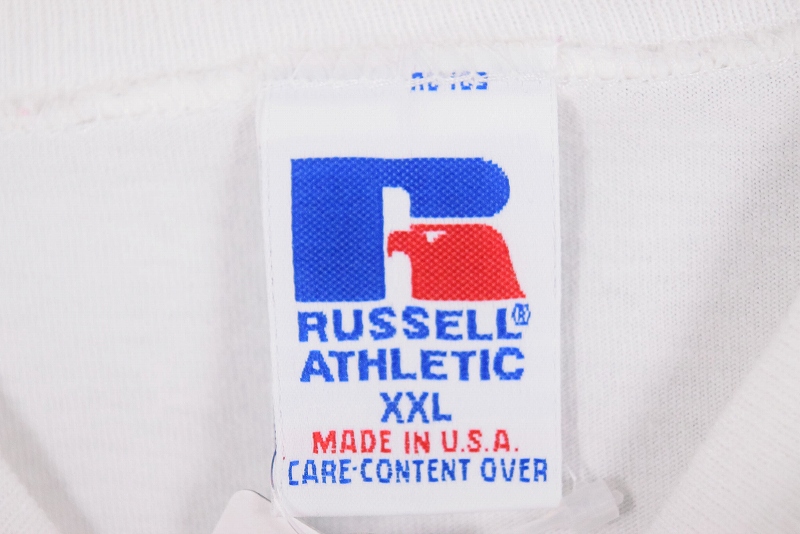 RUSSELL®
ATHLETIC
XXL
MADE IN U.S.A.
CARE-CONTENT OVER